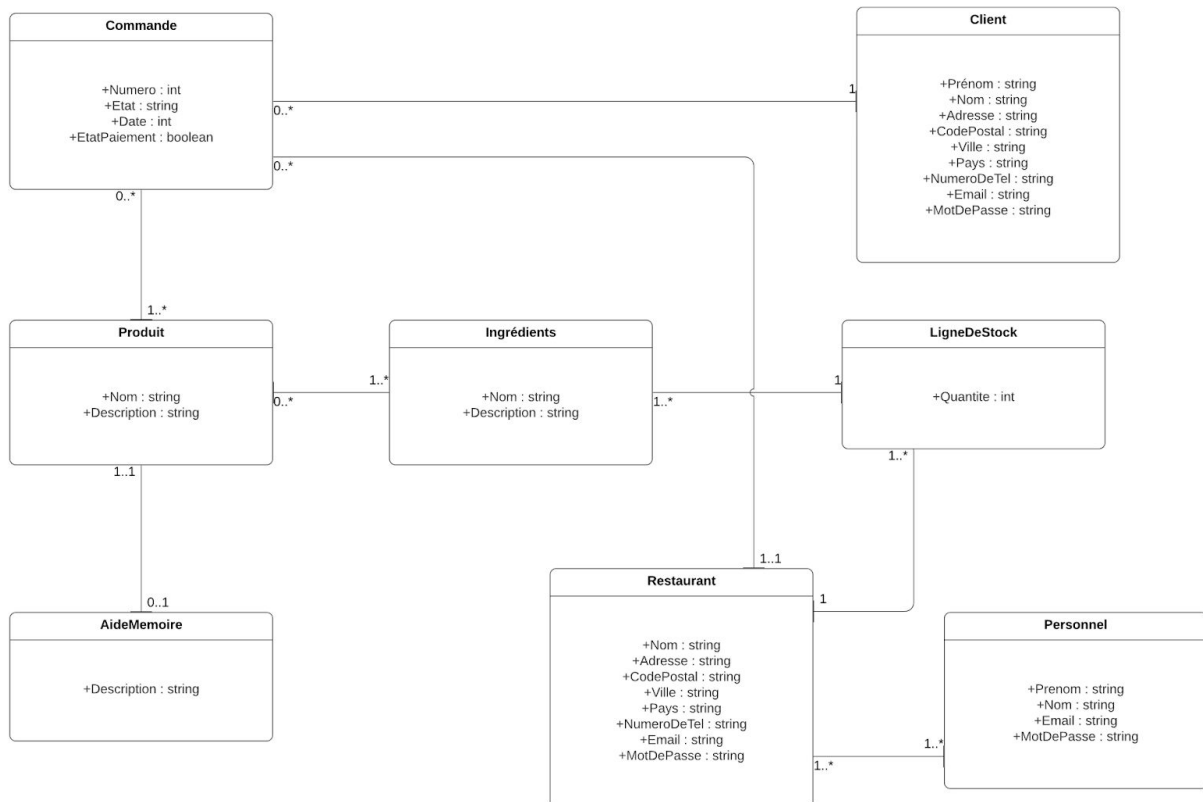 Commande
+Numero : int
+Etat : string
+Date : int
+EtatPaiement : boolean
0..*
0..*
0..*
1
Client
+Prénom : string
+Nom : string
+Adresse : string
+CodePostal : string
+Ville : string
+Pays : string
+NumeroDeTel : string
+Email : string
+MotDePasse : string
1..*
Produit
+Nom : string
+Description : string
0..*
1..*
1..1
Ingrédients
+Nom : string
+Description : string
1..*
1
LigneDeStock
+Quantite : int
1..*
0..1
AideMemoire
+Description : string
1..1
Restaurant
+Nom : string
+Adresse : string
+CodePostal : string
+Ville : string
+Pays : string
+NumeroDeTel : string
+Email : string
+MotDePasse : string
1
1..*
1..*
Personnel
+Prenom : string
+Nom : string
+Email : string
+MotDePasse : string